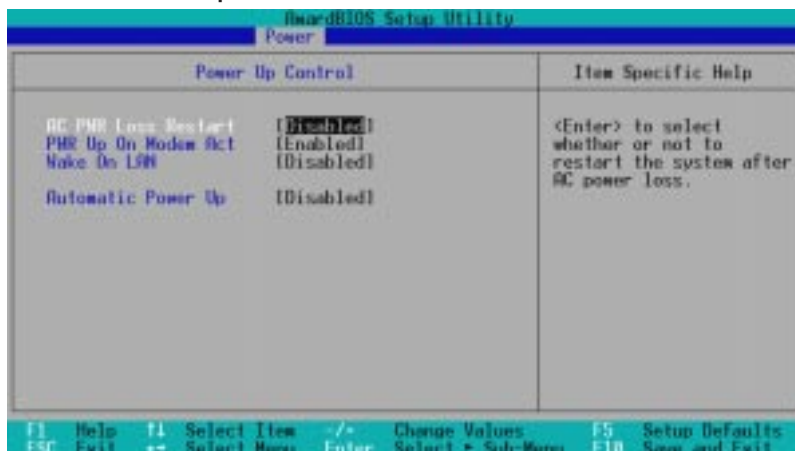 AwardBIOS Setup Utility
Power
Power Up Control
Item Specific Help
AC PWR Loss Restart [Disabled]
PWR Up On Modem Act [Enabled]
Wake On LAN [Disabled]
Automatic Power Up [Disabled]
<Enter> to select
whether or not to
restart the system after
AC power loss.
F1 Help ↑↓ Select Item -/+ Change Values F5 Setup Defaults
ESC Exit ←→ Select Menu Enter Select ► Sub-Menu F10 Save and Exit